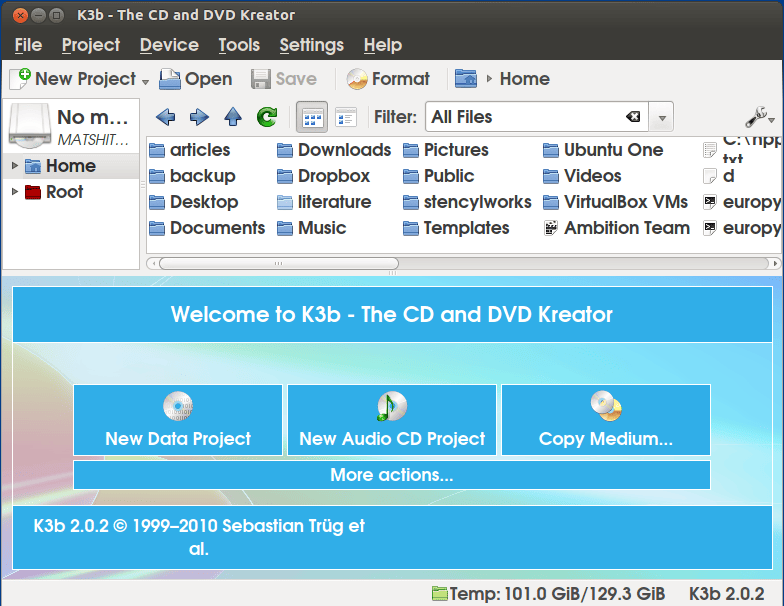 K3b - The CD and DVD Kreator
File Project Device Tools Settings Help
New Project Open Save Format Home
No m...
MATSHIT...
Home
Root
Filter: All Files
articles Downloads Pictures Ubuntu One C:\npp
txt
backup Dropbox Public Videos d
Desktop literature stencylworks VirtualBox VMs europy
Documents Music Templates Ambition Team europy
Welcome to K3b - The CD and DVD Kreator
New Data Project New Audio CD Project Copy Medium...
More actions...
K3b 2.0.2 © 1999–2010 Sebastian Trüg et
al.
Temp: 101.0 GiB/129.3 GiB K3b 2.0.2